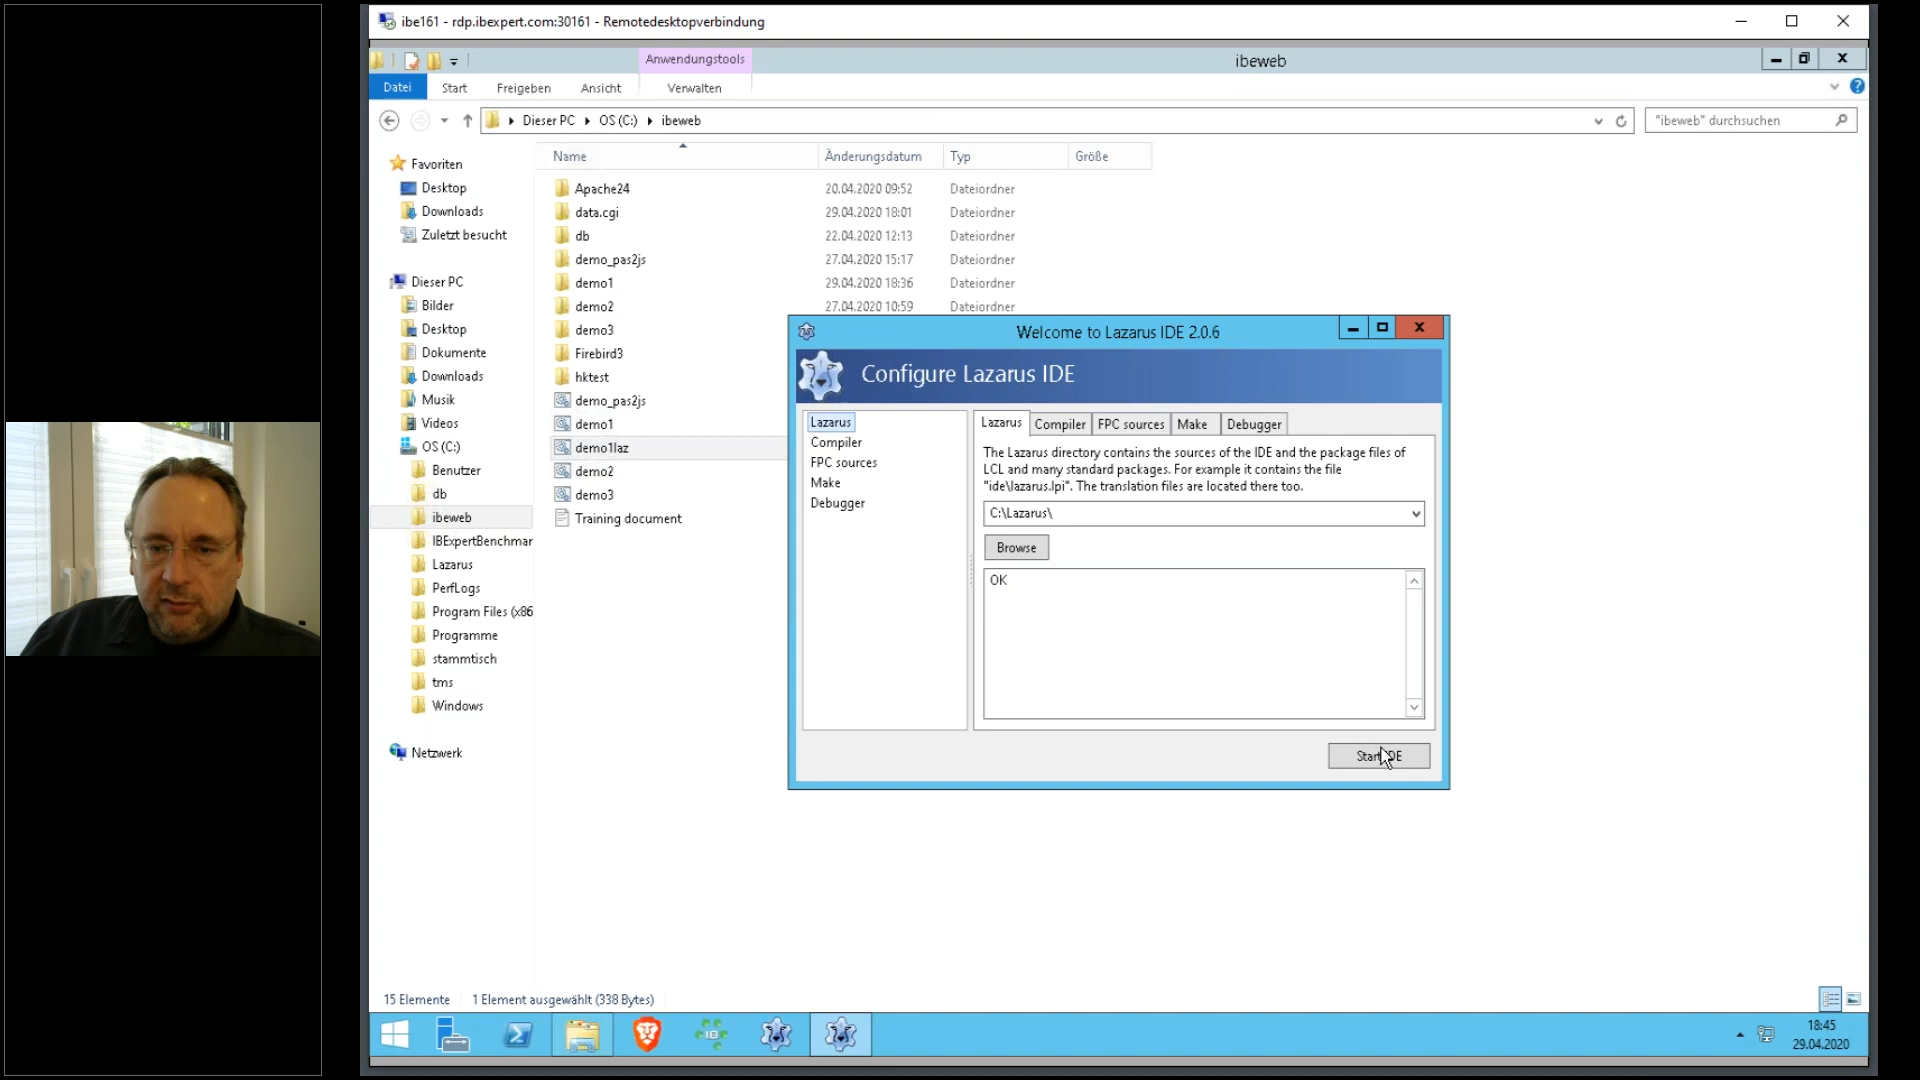 ibe161 - rdp.ibexpert.com:30161 - Remotedesktopverbindung
Anwendungstools
ibeweb
Datei
Start
Freigeben
Ansicht
Verwalten
Dieser PC
OS (C:)
ibeweb
"ibeweb" durchsuchen
Favoriten
Desktop
Downloads
Zuletzt besucht
Dieser PC
Bilder
Desktop
Dokumente
Downloads
Musik
Videos
OS (C:)
Benutzer
db
ibeweb
IBExpertBenchmar
Lazarus
PerfLogs
Program Files (x86
Programme
stammtisch
tms
Windows
Netzwerk
Name Änderungsdatum Typ Größe
Apache24 20.04.2020 09:52 Dateiordner
data.cgi 29.04.2020 18:01 Dateiordner
db 22.04.2020 12:13 Dateiordner
demo_pas2js 27.04.2020 15:17 Dateiordner
demo1 29.04.2020 18:36 Dateiordner
demo2 27.04.2020 10:59 Dateiordner
demo3
Firebird3
hktest
demo_pas2js
demo1
demo1laz
demo2
demo3
Training document
Welcome to Lazarus IDE 2.0.6
Configure Lazarus IDE
Lazarus
Compiler
FPC sources
Make
Debugger
Lazarus Compiler FPC sources Make Debugger
The Lazarus directory contains the sources of the IDE and the package files of
LCL and many standard packages. For example it contains the file
"ide\lazarus.lpi". The translation files are located there too.
C:\Lazarus\
Browse
OK
Start IDE
15 Elemente
1 Element ausgewählt (338 Bytes)
18:45
29.04.2020